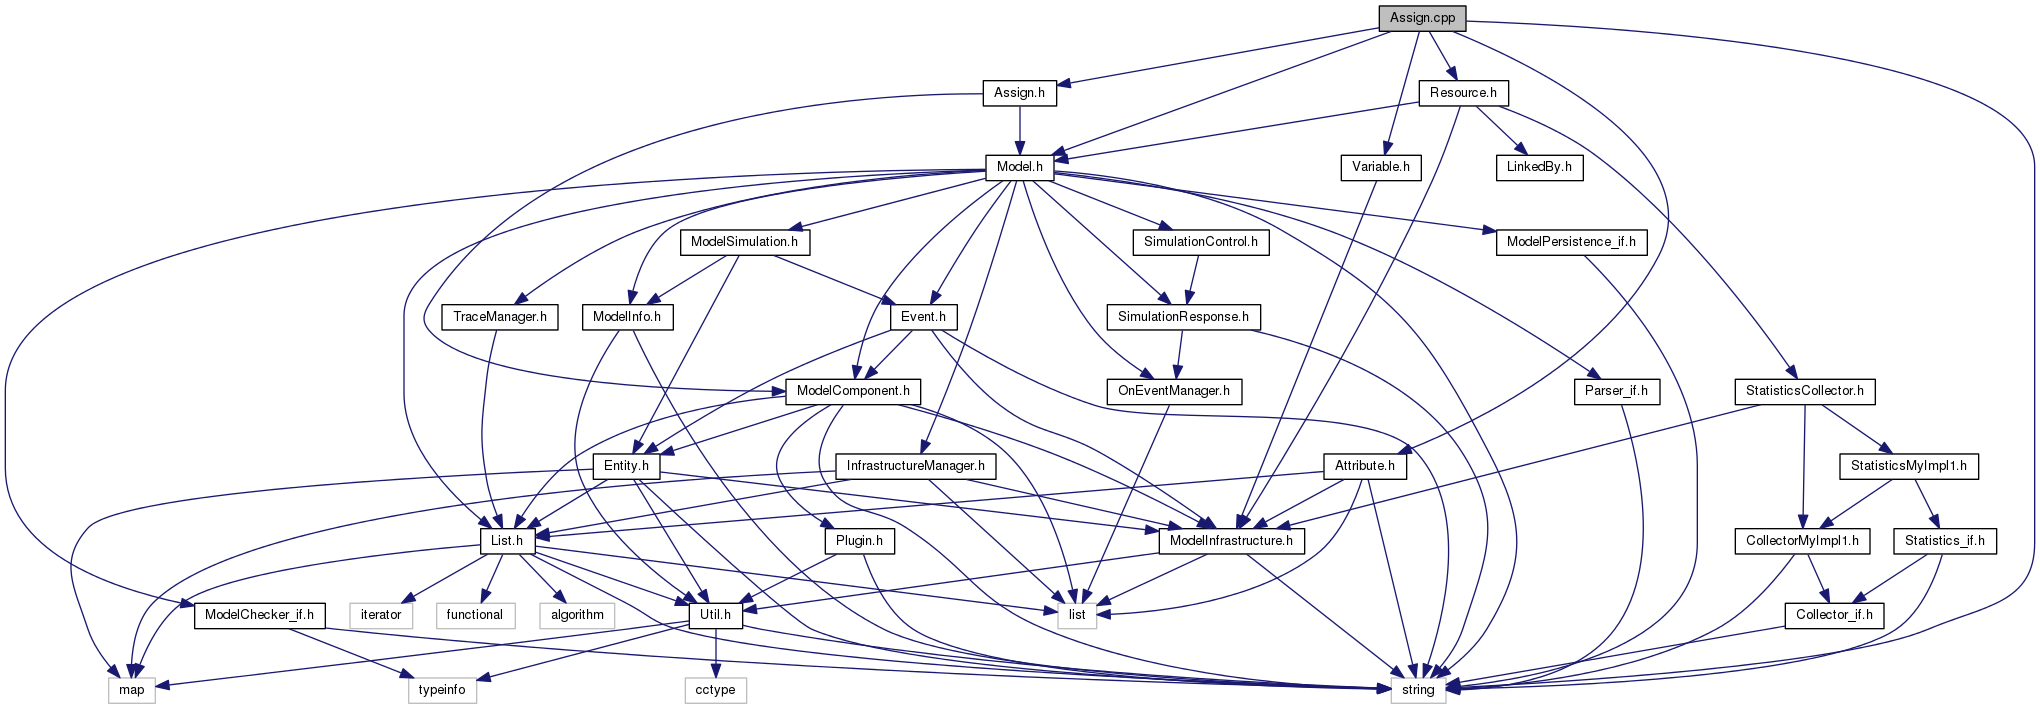 Assign.cpp
Assign.h
Resource.h
Model.h
Variable.h
LinkedBy.h
ModelSimulation.h
SimulationControl.h
ModelPersistence_if.h
TraceManager.h
ModelInfo.h
Event.h
SimulationResponse.h
ModelComponent.h
OnEventManager.h
Parser_if.h
StatisticsCollector.h
Entity.h
InfrastructureManager.h
Attribute.h
StatisticsMyImpl1.h
List.h
Plugin.h
ModelInfrastructure.h
CollectorMyImpl1.h
Statistics_if.h
ModelChecker_if.h
iterator
functional
algorithm
Util.h
list
Collector_if.h
map
typeinfo
cctype
string